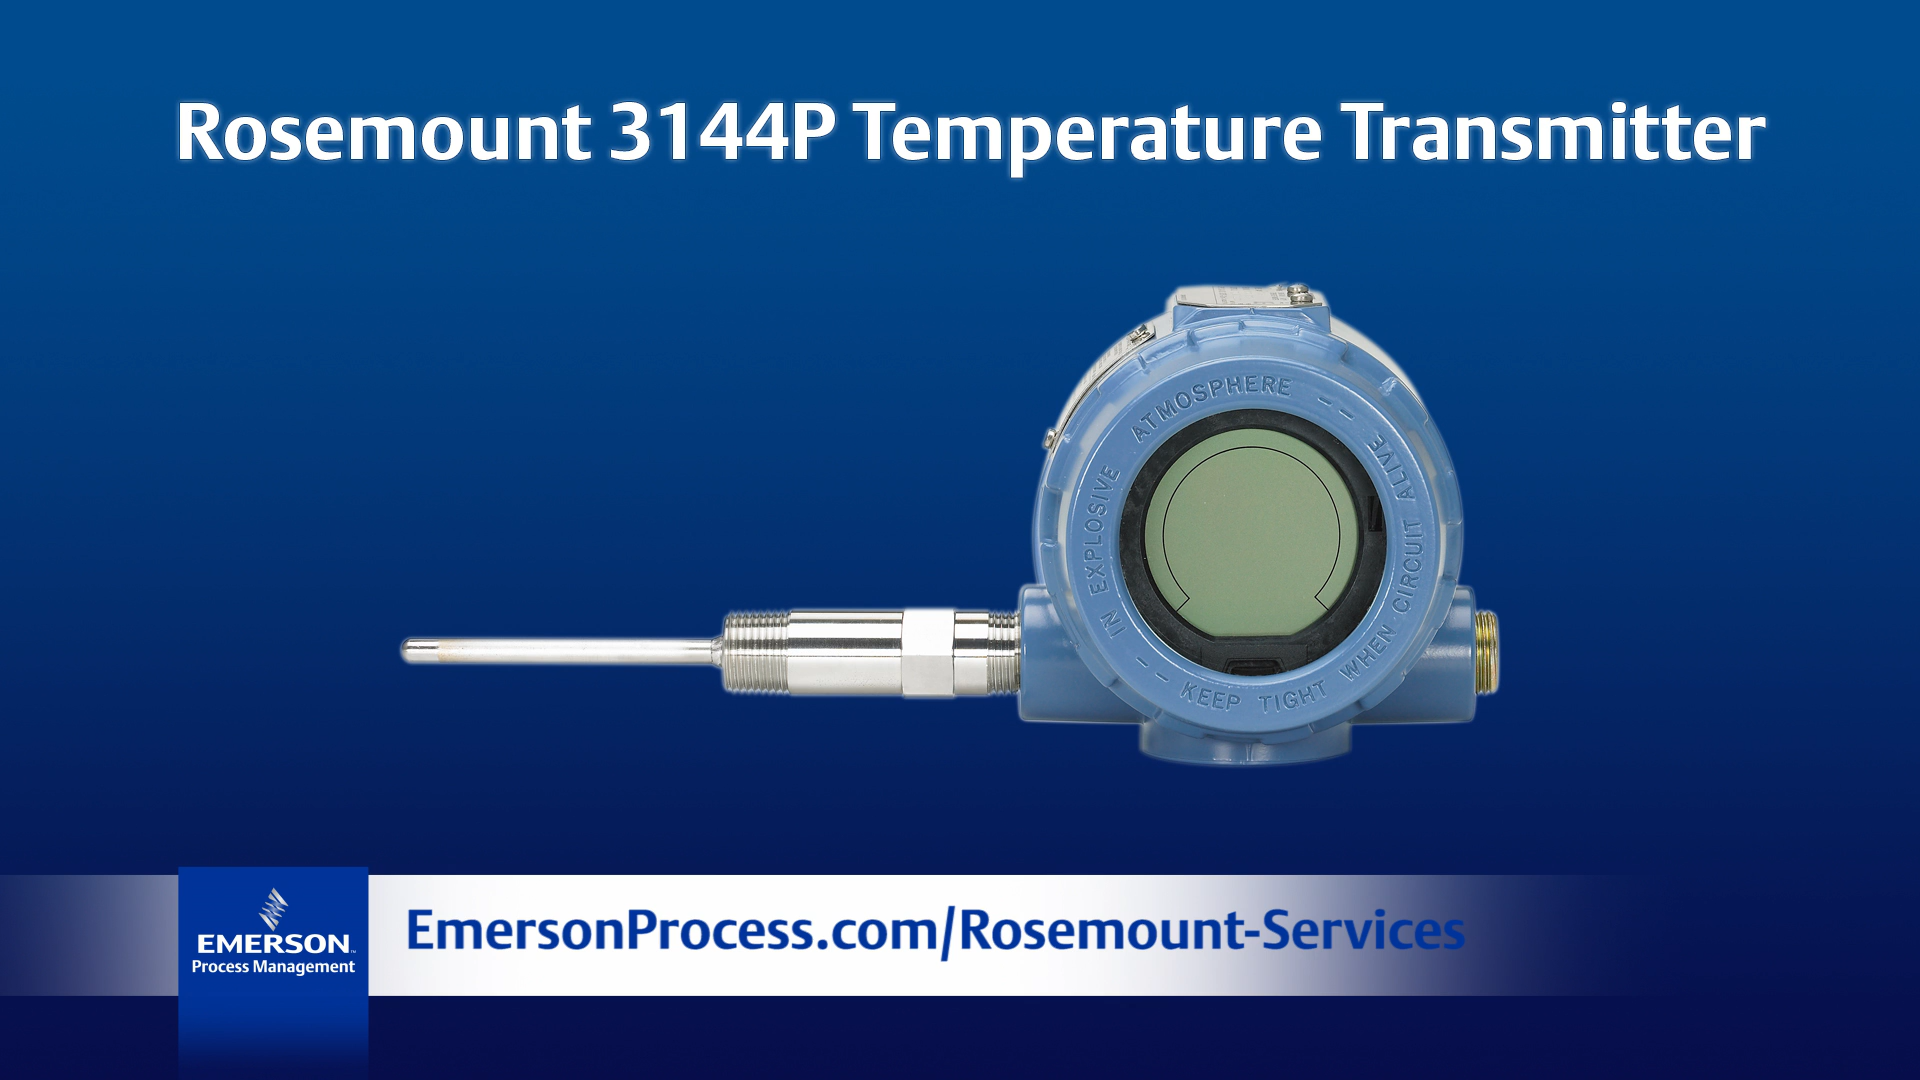 Rosemount 3144P Temperature Transmitter
IN EXPLOSIVE ATMOSPHERE -- ALIVE
-- KEEP TIGHT WHEN CIRCUIT
EMERSON
Process Management
EmersonProcess.com/Rosemount-Services